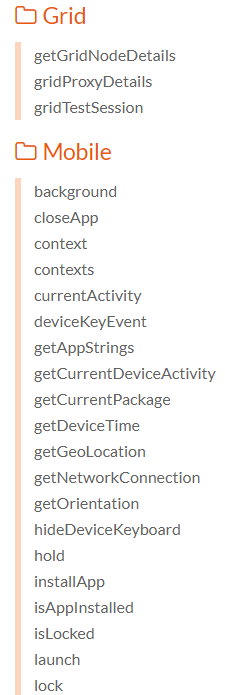 Grid
getGridNodeDetails
gridProxyDetails
gridTestSession
Mobile
background
closeApp
context
contexts
currentActivity
deviceKeyEvent
getAppStrings
getCurrentDeviceActivity
getCurrentPackage
getDeviceTime
getGeoLocation
getNetworkConnection
getOrientation
hideDeviceKeyboard
hold
installApp
isAppInstalled
isLocked
launch
lock